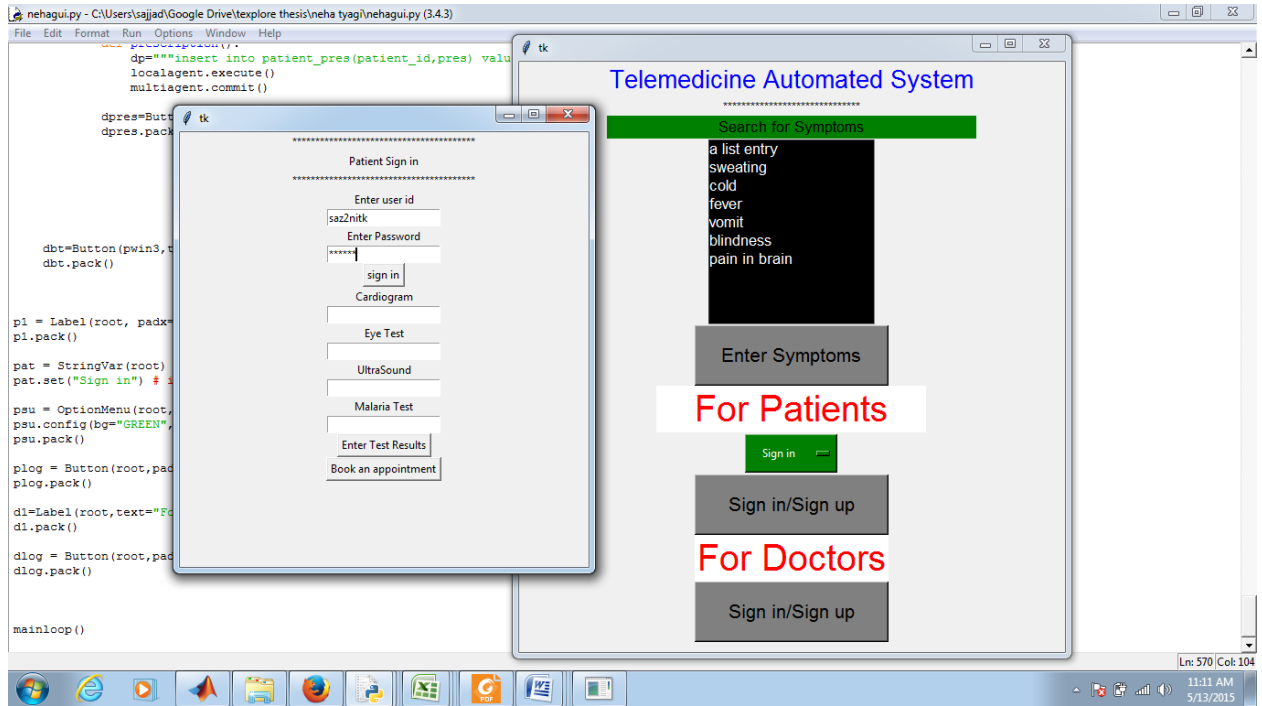 nehagui.py - C:\Users\sajjad\Google Drive\texplore thesis\neha tyagi\nehagui.py (3.4.3)
File Edit Format Run Options Window Help
def prescription():
dp="""insert into patient_pres(patient_id,pres) valu
localagent.execute()
multiagent.commit()
dpres=Butt
dpres.pack
dbt=Button(pwin3,t
dbt.pack()
p1 = Label(root, padx=
p1.pack()
pat = StringVar(root)
pat.set("Sign in") # i
psu = OptionMenu(root,
psu.config(bg="GREEN",
psu.pack()
plog = Button(root,pad
plog.pack()
d1=Label(root,text="Fo
d1.pack()
dlog = Button(root,pad
dlog.pack()
mainloop()
tk
****************************************
Patient Sign in
****************************************
Enter user id
saz2nitk
Enter Password
******
sign in
Cardiogram
Eye Test
UltraSound
Malaria Test
Enter Test Results
Book an appointment
tk
Telemedicine Automated System
******************************
Search for Symptoms
a list entry
sweating
cold
fever
vomit
blindness
pain in brain
Enter Symptoms
For Patients
Sign in
Sign in/Sign up
For Doctors
Sign in/Sign up
Ln: 570 Col: 104
PDF
11:11 AM
5/13/2015